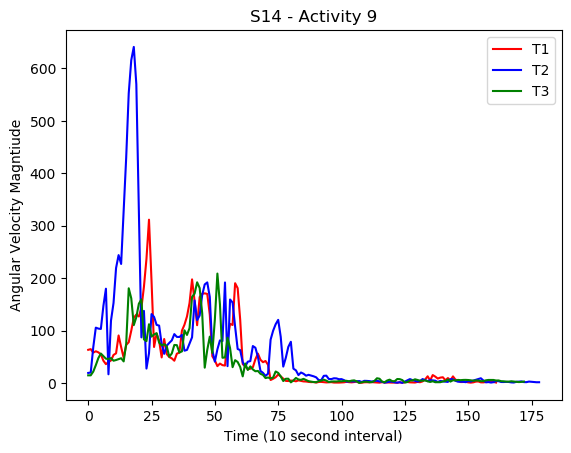 S14 - Activity 9
T1
T2
T3
Angular Velocity Magntiude
600
500
400
300
200
100
0
0 25 50 75 100 125 150 175
Time (10 second interval)